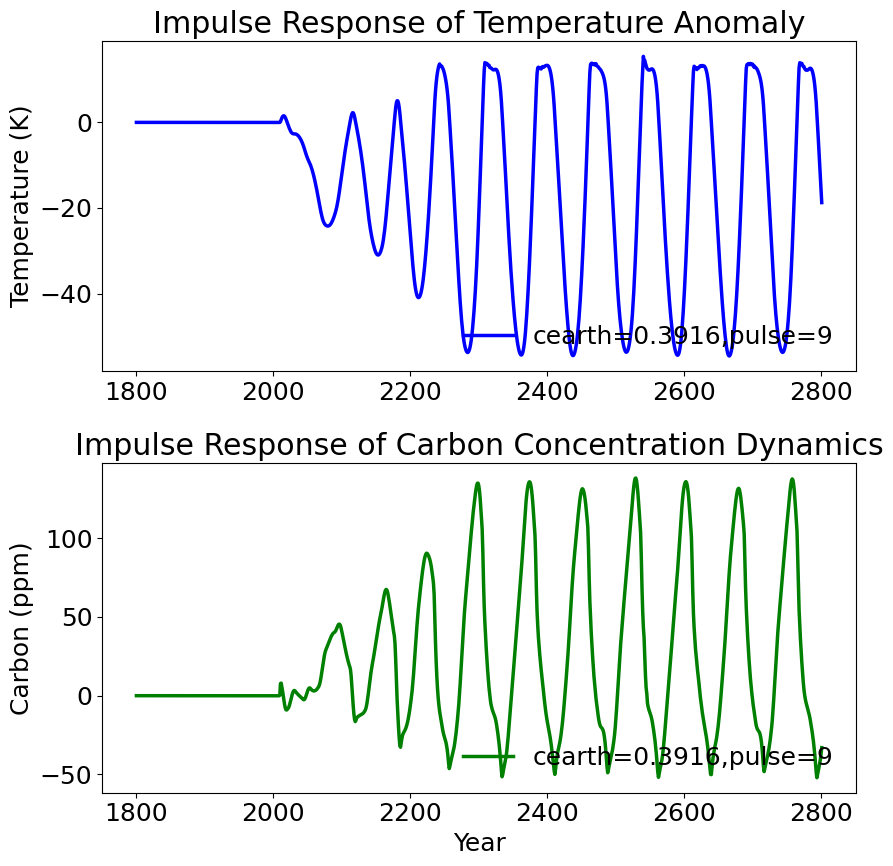 Impulse Response of Temperature Anomaly
Temperature (K)
0
−20
−40
cearth=0.3916,pulse=9
1800 2000 2200 2400 2600 2800
Impulse Response of Carbon Concentration Dynamics
Carbon (ppm)
100
50
0
−50
cearth=0.3916,pulse=9
1800 2000 2200 2400 2600 2800
Year